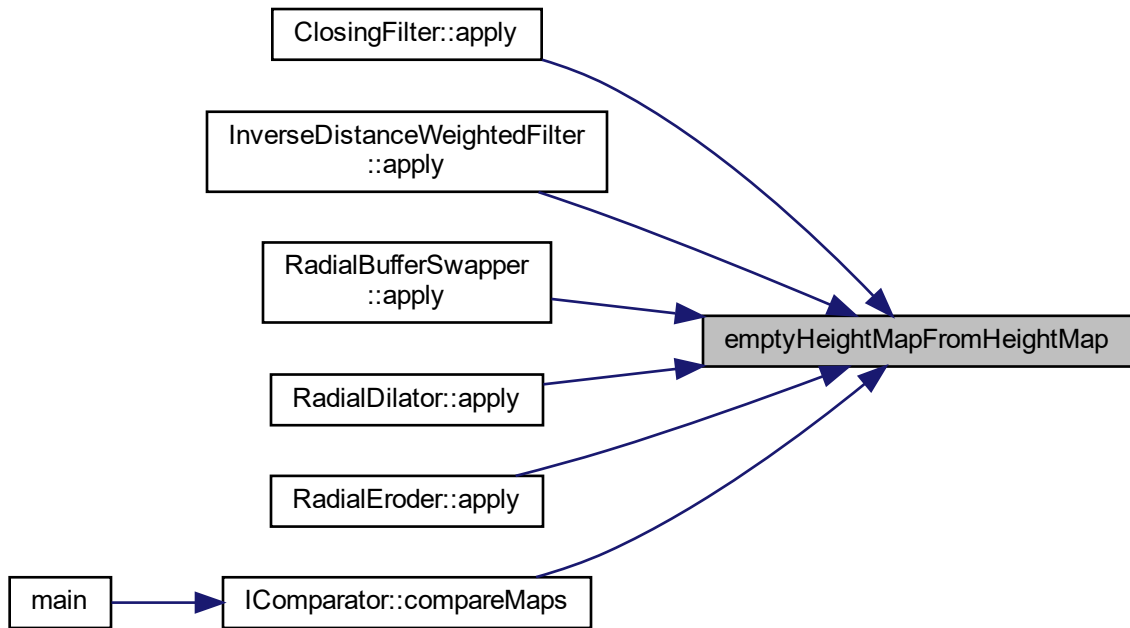 ClosingFilter::apply
InverseDistanceWeightedFilter
::apply
RadialBufferSwapper
::apply
emptyHeightMapFromHeightMap
RadialDilator::apply
RadialEroder::apply
main
IComparator::compareMaps